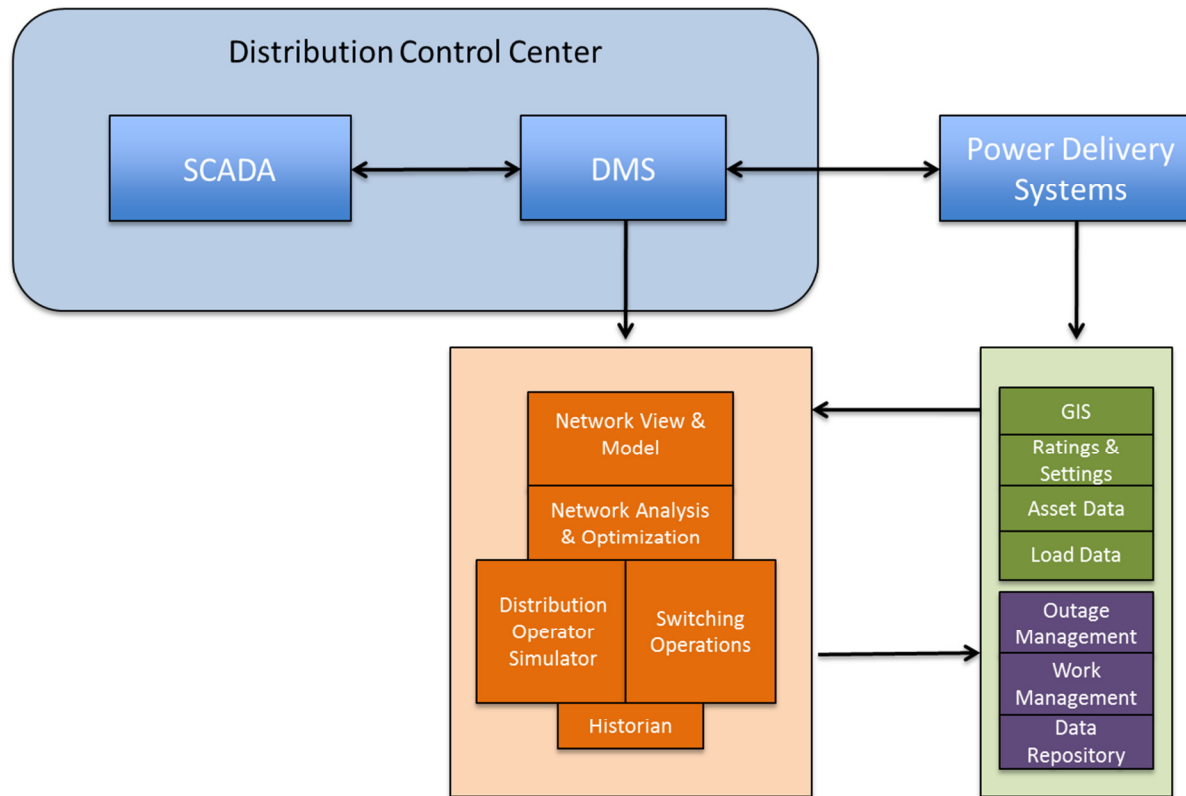 Distribution Control Center
SCADA
DMS
Power Delivery
Systems
Network View &
Model
Network Analysis
& Optimization
Distribution
Operator
Simulator
Switching
Operations
Historian
GIS
Ratings &
Settings
Asset Data
Load Data
Outage
Management
Work
Management
Data
Repository